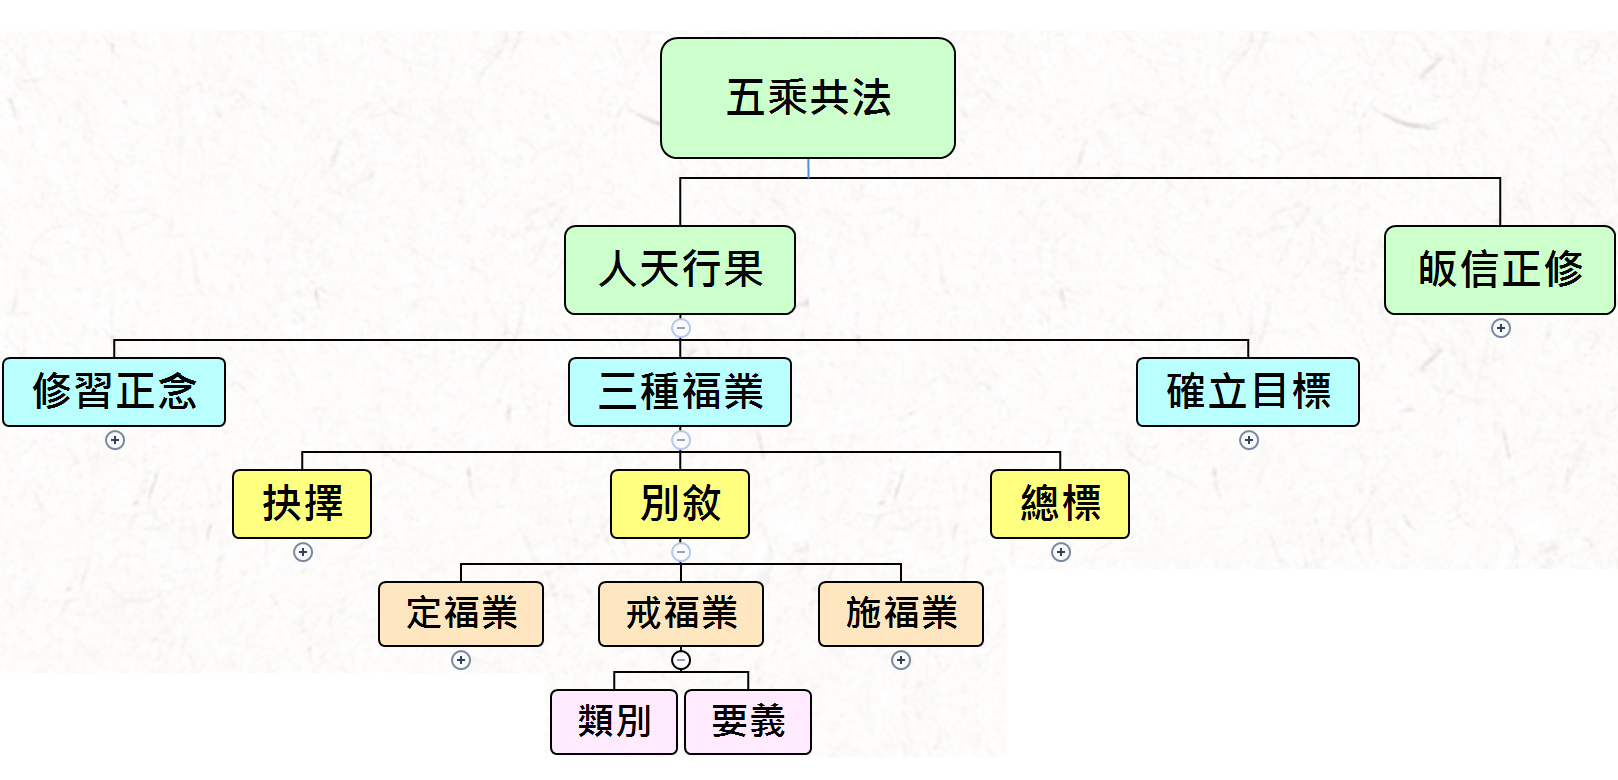 五乘共法
人天行果
皈信正修
修習正念
三種福業
確立目標
抉擇
別敘
總標
定福業
戒福業
施福業
類別
要義